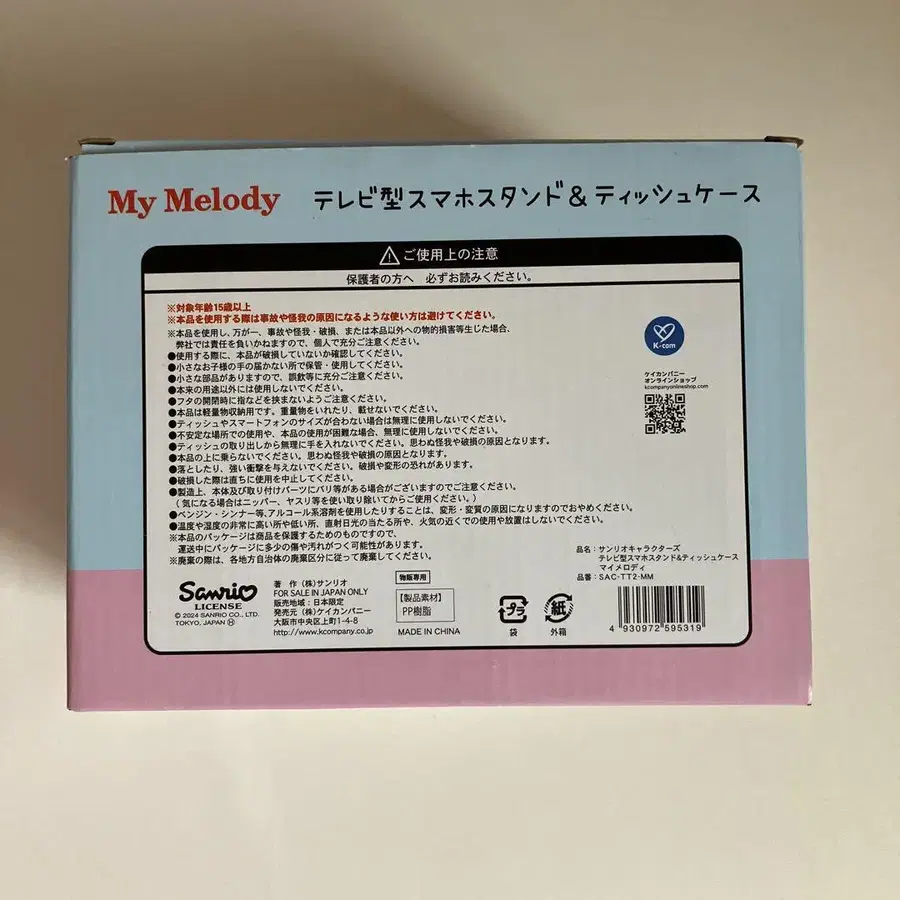 My Melody テレビ型スマホスタンド&ティッシュケース
⚠ご使用上の注意
保護者の方へ 必ずお読みください。
※対象年齢15歳以上
※本品を使用する際は事故や怪我の原因になるような使い方は避けてください。
※本品を使用し、万が一、事故や怪我・破損、または本品以外への物的損害等生じた場合、
弊社では責任を負いかねますので、個人で充分ご注意ください。
●使用する際に、本品が破損していないか確認してください。
●小さなお子様の手の届かない所で保管・使用してください。
●小さな部品がありますので、誤飲等に充分ご注意ください。
●本来の用途以外には使用しないでください。
●フタの開閉時に指などを挟まないようご注意ください。
●本品は軽量物収納用です。重量物をいれたり、載せないでください。
●ティッシュやスマートフォンのサイズが合わない場合は無理に使用しないでください。
●不安定な場所での使用や、本品の使用が困難な場合、無理に使用しないでください。
●ティッシュの取り出しから無理に手を入れないでください。思わぬ怪我や破損の原因となります。
●本品の上に乗らないでください。思わぬ怪我や破損の原因となります。
●落としたり、強い衝撃を与えないでください。破損や変形の恐れがあります。
●破損した際は直ちに使用を中止してください。
●製造上、本体及び取り付けパーツにバリ等がある場合がございますのでご注意ください。
(気になる場合はニッパー、ヤスリ等を使い取り除いてからご使用ください。)
●ベンジン・シンナー等、アルコール系溶剤を使用したりすることは、変形・変質の原因になりますのでおやめください。
●温度や湿度の非常に高い所や低い所、直射日光の当たる所や、火気の近くでの使用や放置はしないでください。
※本品のパッケージは商品を保護するためのものですので、
運送中にパッケージに多少の傷や汚れがつく可能性があります。
※廃棄の際は、各地方自治体の廃棄区分に従って廃棄してください。
K-com
ケイカンパニー
オンラインショップ
kcompanyonlineshop.com
品名:サンリオキャラクターズ
テレビ型スマホスタンド&ティッシュケース
マイメロディ
品番:SAC-TT2-MM
4 930972 595319
Sanrio
LICENSE
© 2024 SANRIO CO., LTD.
TOKYO, JAPAN Ⓗ
著 作 (株)サンリオ
FOR SALE IN JAPAN ONLY
販売地域:日本限定
発売元 (株)ケイカンパニー
大阪市中央区上町1-4-8
http://www.kcompany.co.jp
物販専用
【製品素材】
PP樹脂
MADE IN CHINA
プラ
袋
紙
外箱